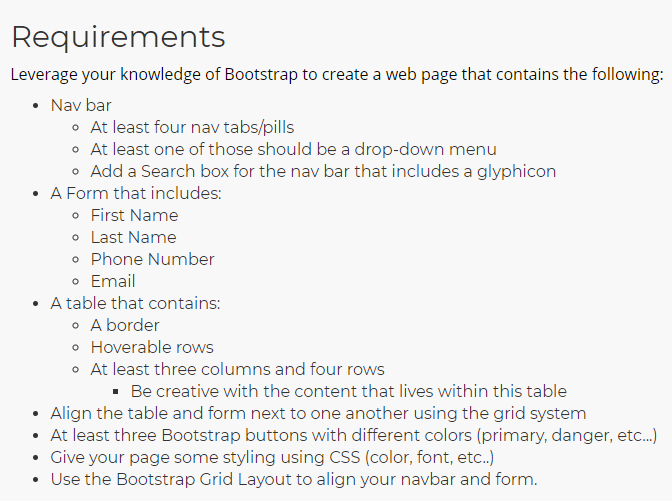 Requirements
Leverage your knowledge of Bootstrap to create a web page that contains the following:
• Nav bar
◦ At least four nav tabs/pills
◦ At least one of those should be a drop-down menu
◦ Add a Search box for the nav bar that includes a glyphicon
• A Form that includes:
◦ First Name
◦ Last Name
◦ Phone Number
◦ Email
• A table that contains:
◦ A border
◦ Hoverable rows
◦ At least three columns and four rows
▪ Be creative with the content that lives within this table
• Align the table and form next to one another using the grid system
• At least three Bootstrap buttons with different colors (primary, danger, etc...)
• Give your page some styling using CSS (color, font, etc..)
• Use the Bootstrap Grid Layout to align your navbar and form.